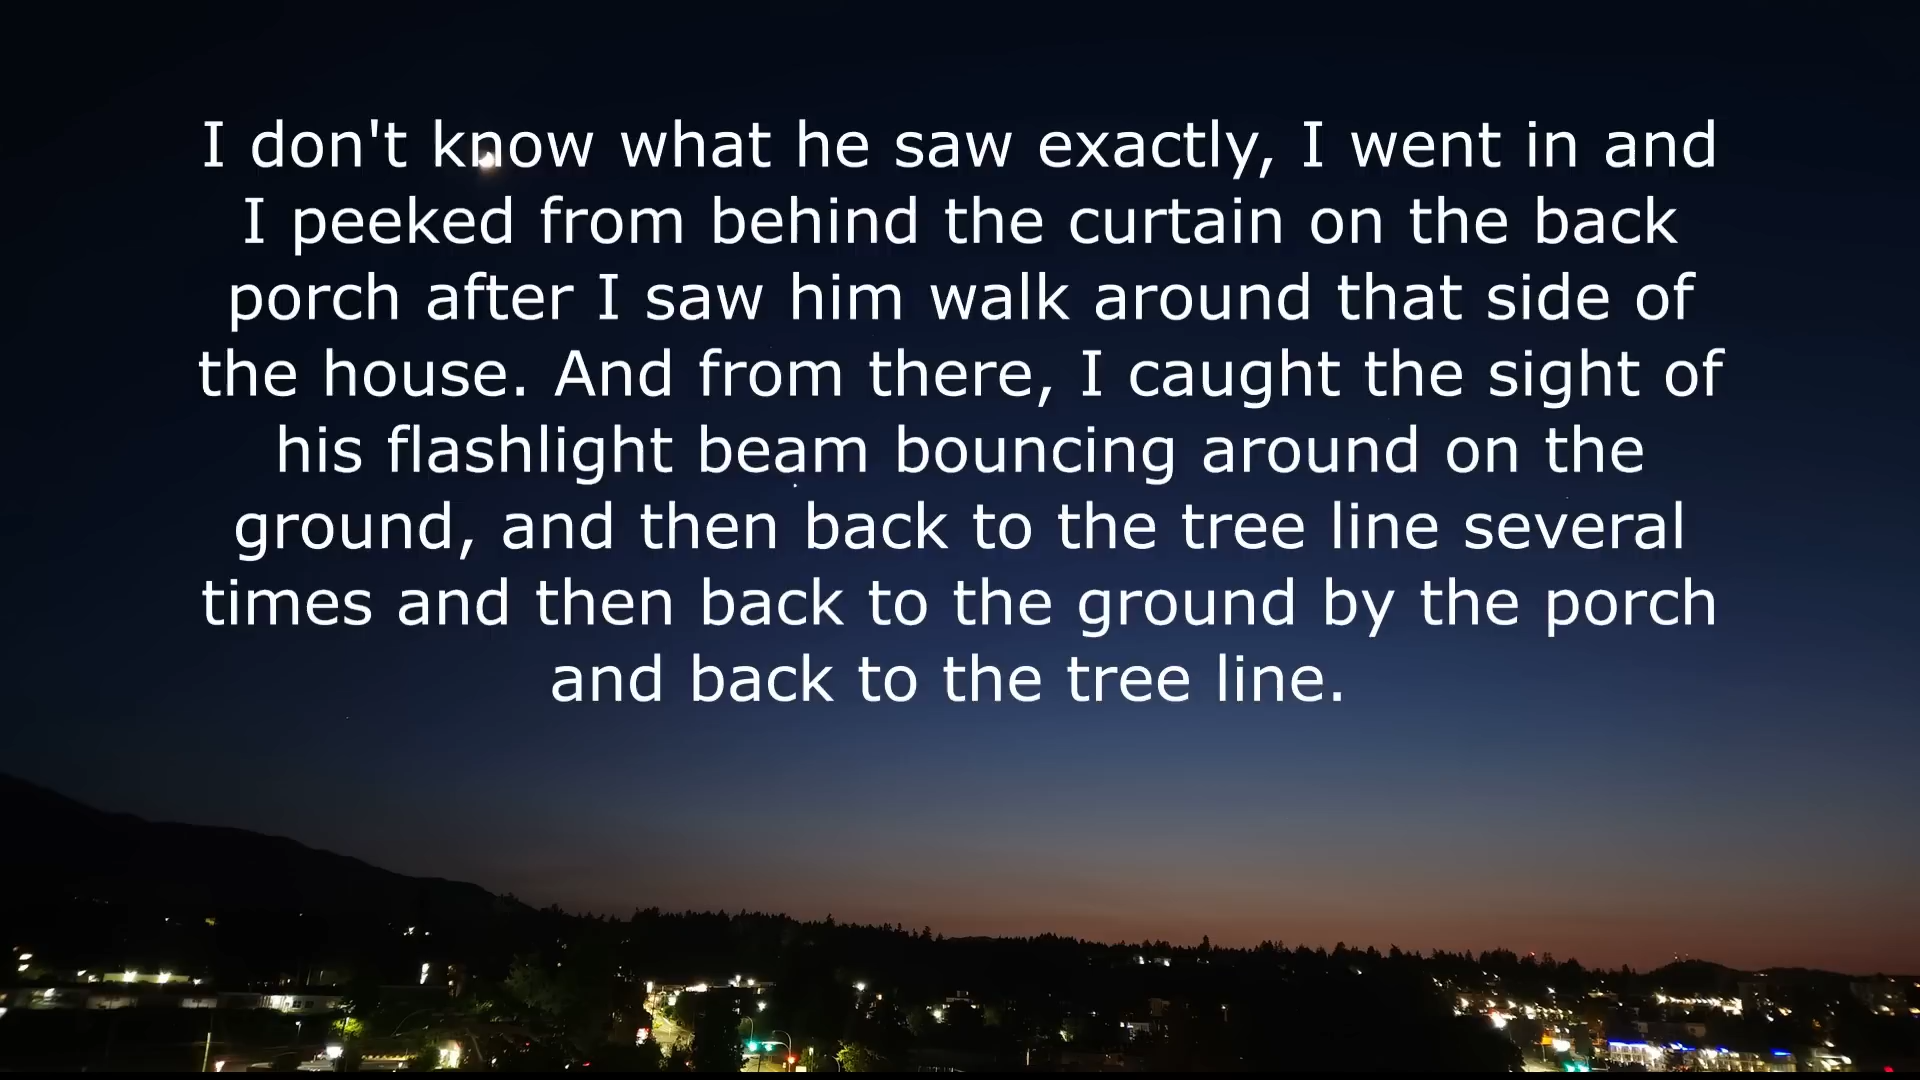 I don't know what he saw exactly, I went in and
I peeked from behind the curtain on the back
porch after I saw him walk around that side of
the house. And from there, I caught the sight of
his flashlight beam bouncing around on the
ground, and then back to the tree line several
times and then back to the ground by the porch
and back to the tree line.